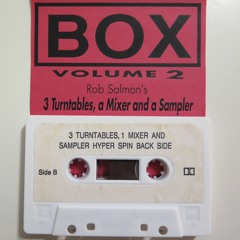 BOX
VOLUME 2
Rob Salmon's
3 Turntables, a Mixer and a Sampler
3 TURNTABLES, 1 MIXER AND
SAMPLER HYPER SPIN BACK SIDE
Side B